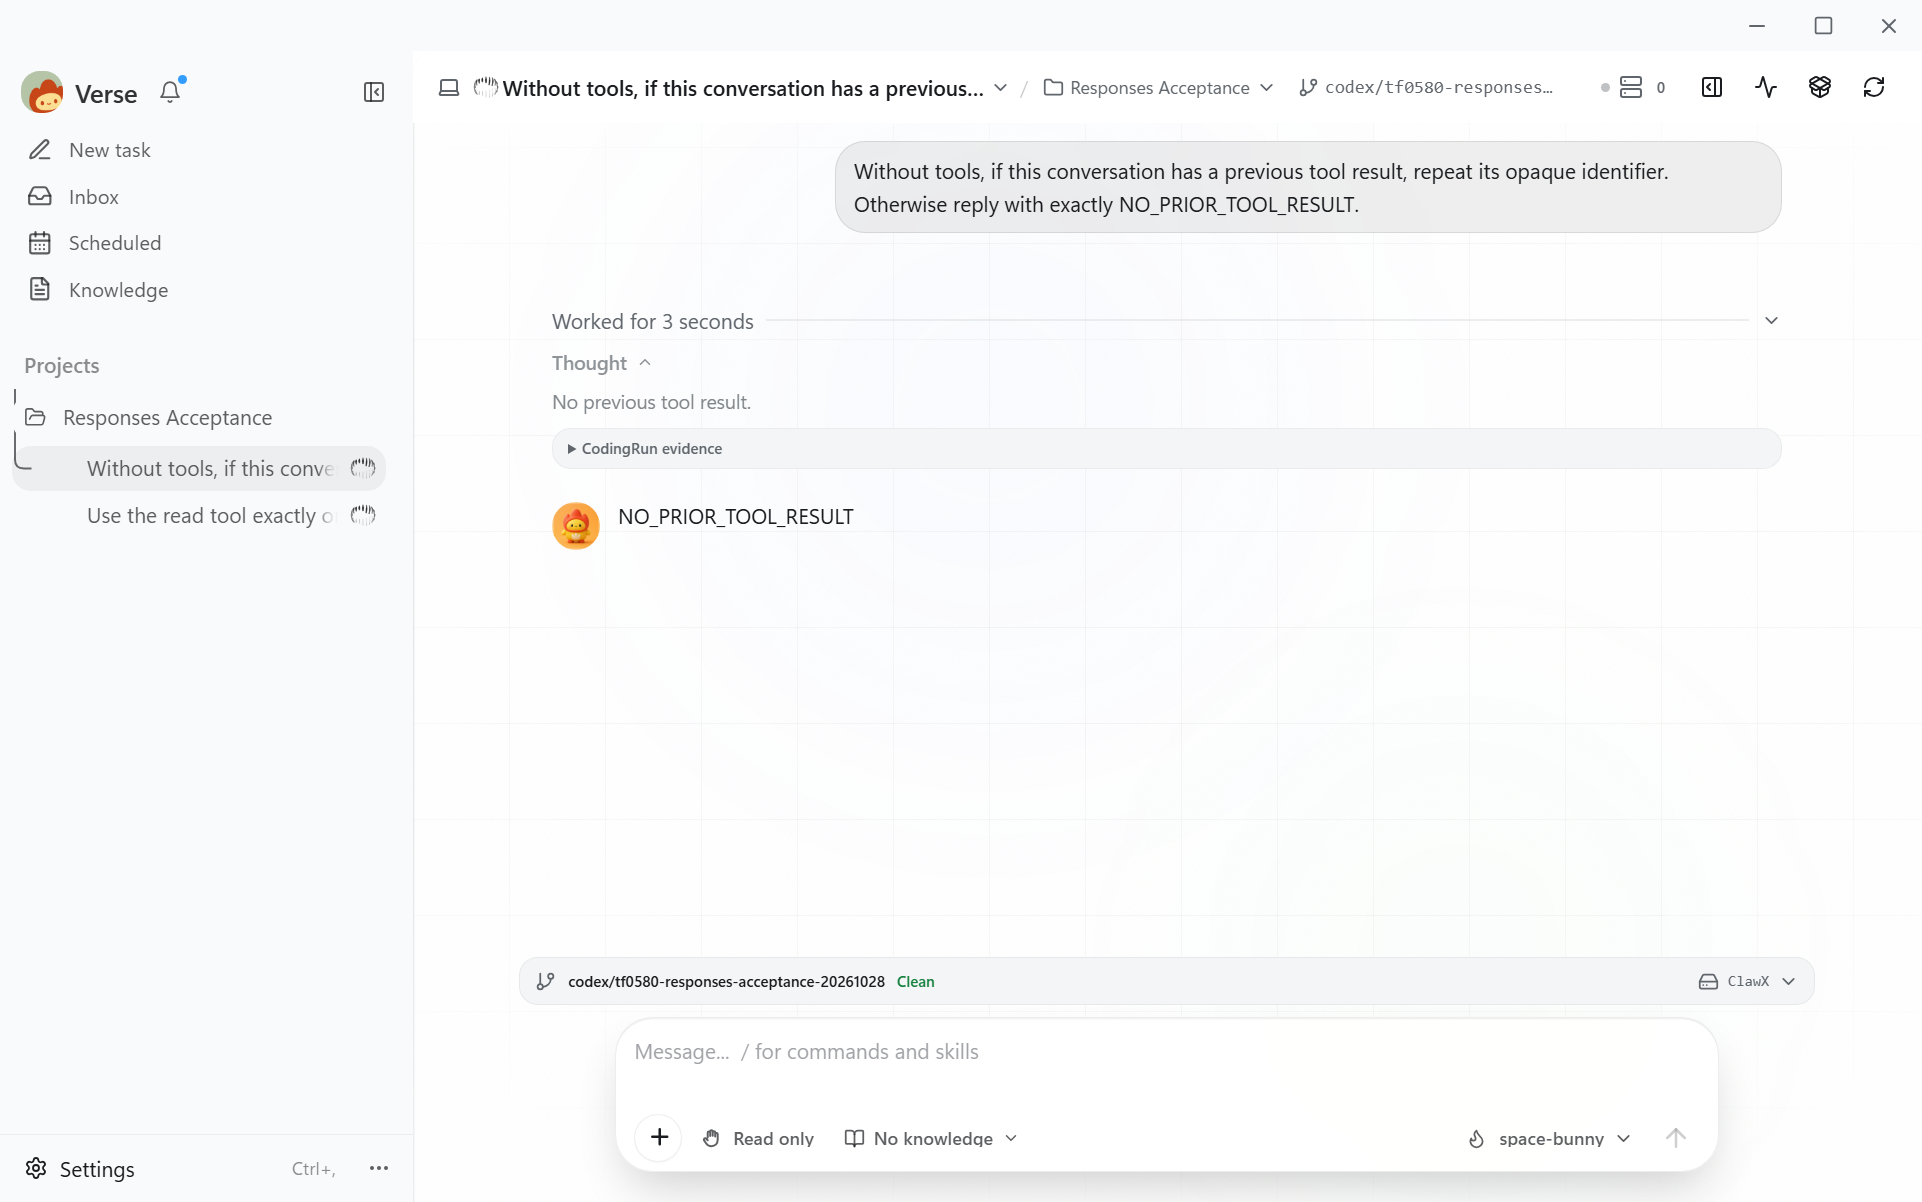 Verse
New task
Inbox
Scheduled
Knowledge
Projects
Responses Acceptance
Without tools, if this conve
Use the read tool exactly o
Settings
Ctrl+,
Without tools, if this conversation has a previous...
/
Responses Acceptance
codex/tf0580-responses…
0
Without tools, if this conversation has a previous tool result, repeat its opaque identifier.
Otherwise reply with exactly NO_PRIOR_TOOL_RESULT.
Worked for 3 seconds
Thought
No previous tool result.
CodingRun evidence
NO_PRIOR_TOOL_RESULT
codex/tf0580-responses-acceptance-20261028 Clean
ClawX
Message... / for commands and skills
Read only
No knowledge
space-bunny